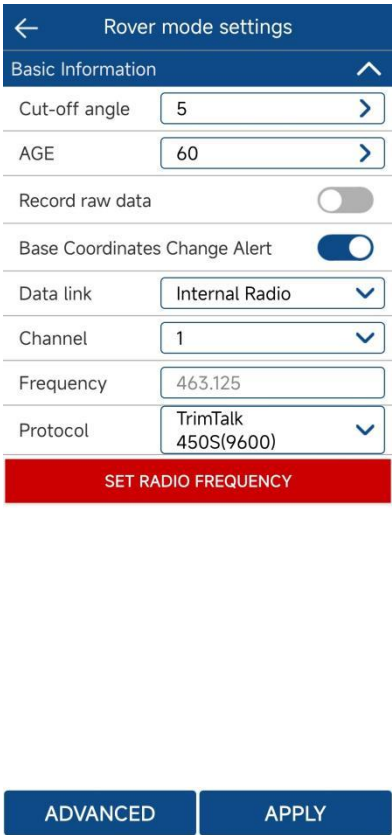 Rover mode settings
Basic Information
Cut-off angle 5
AGE 60
Record raw data
Base Coordinates Change Alert
Data link Internal Radio
Channel 1
Frequency 463.125
Protocol TrimTalk
450S(9600)
SET RADIO FREQUENCY
ADVANCED APPLY